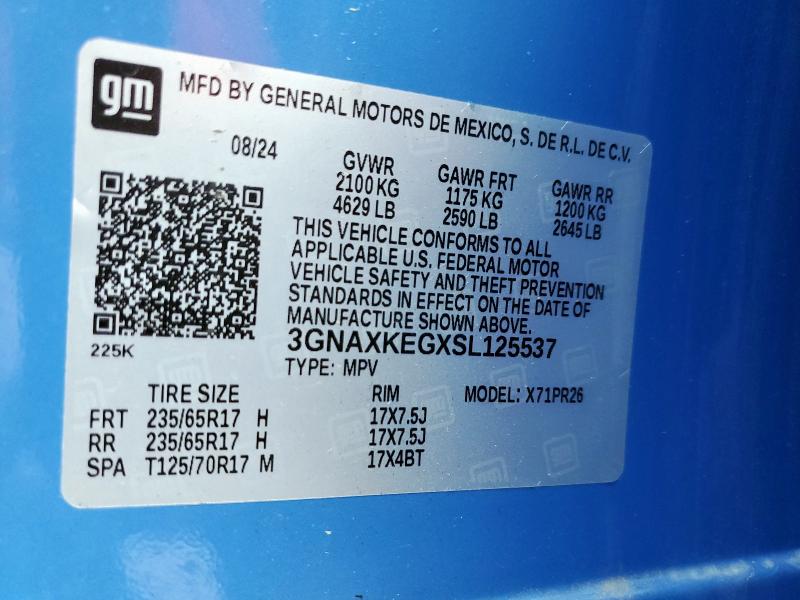 gm
MFD BY GENERAL MOTORS DE MEXICO, S. DE R.L. DE C.V.
08/24
GVWR GAWR FRT GAWR RR
2100 KG 1175 KG 1200 KG
4629 LB 2590 LB 2645 LB
THIS VEHICLE CONFORMS TO ALL
APPLICABLE U.S. FEDERAL MOTOR
VEHICLE SAFETY AND THEFT PREVENTION
STANDARDS IN EFFECT ON THE DATE OF
MANUFACTURE SHOWN ABOVE.
225K
3GNAXKEGXSL125537
TYPE: MPV
TIRE SIZE RIM MODEL: X71PR26
FRT 235/65R17 H 17X7.5J
RR 235/65R17 H 17X7.5J
SPA T125/70R17 M 17X4BT